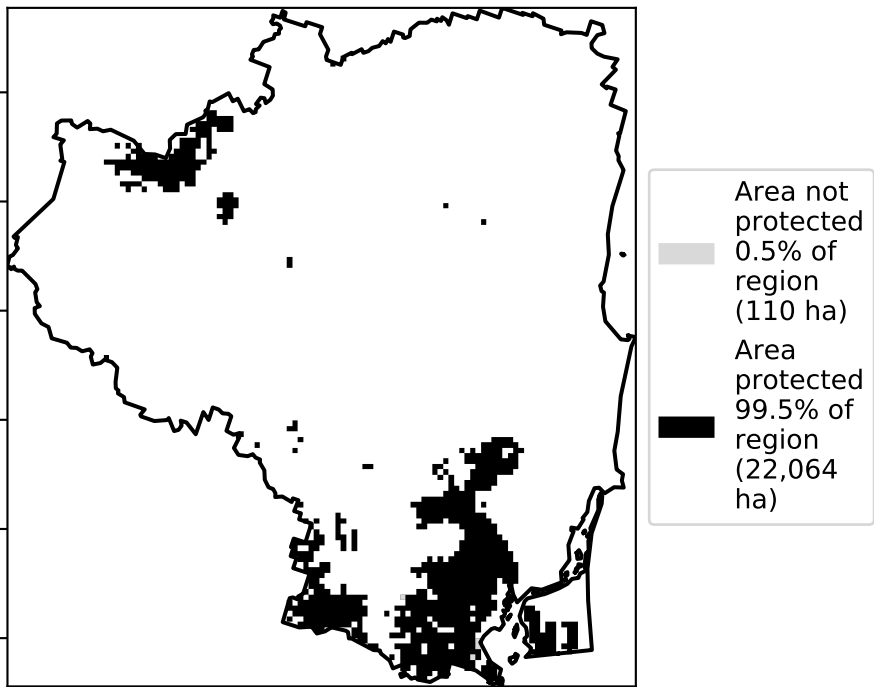 Area not
protected
0.5% of
region
(110 ha)
Area
protected
99.5% of
region
(22,064
ha)